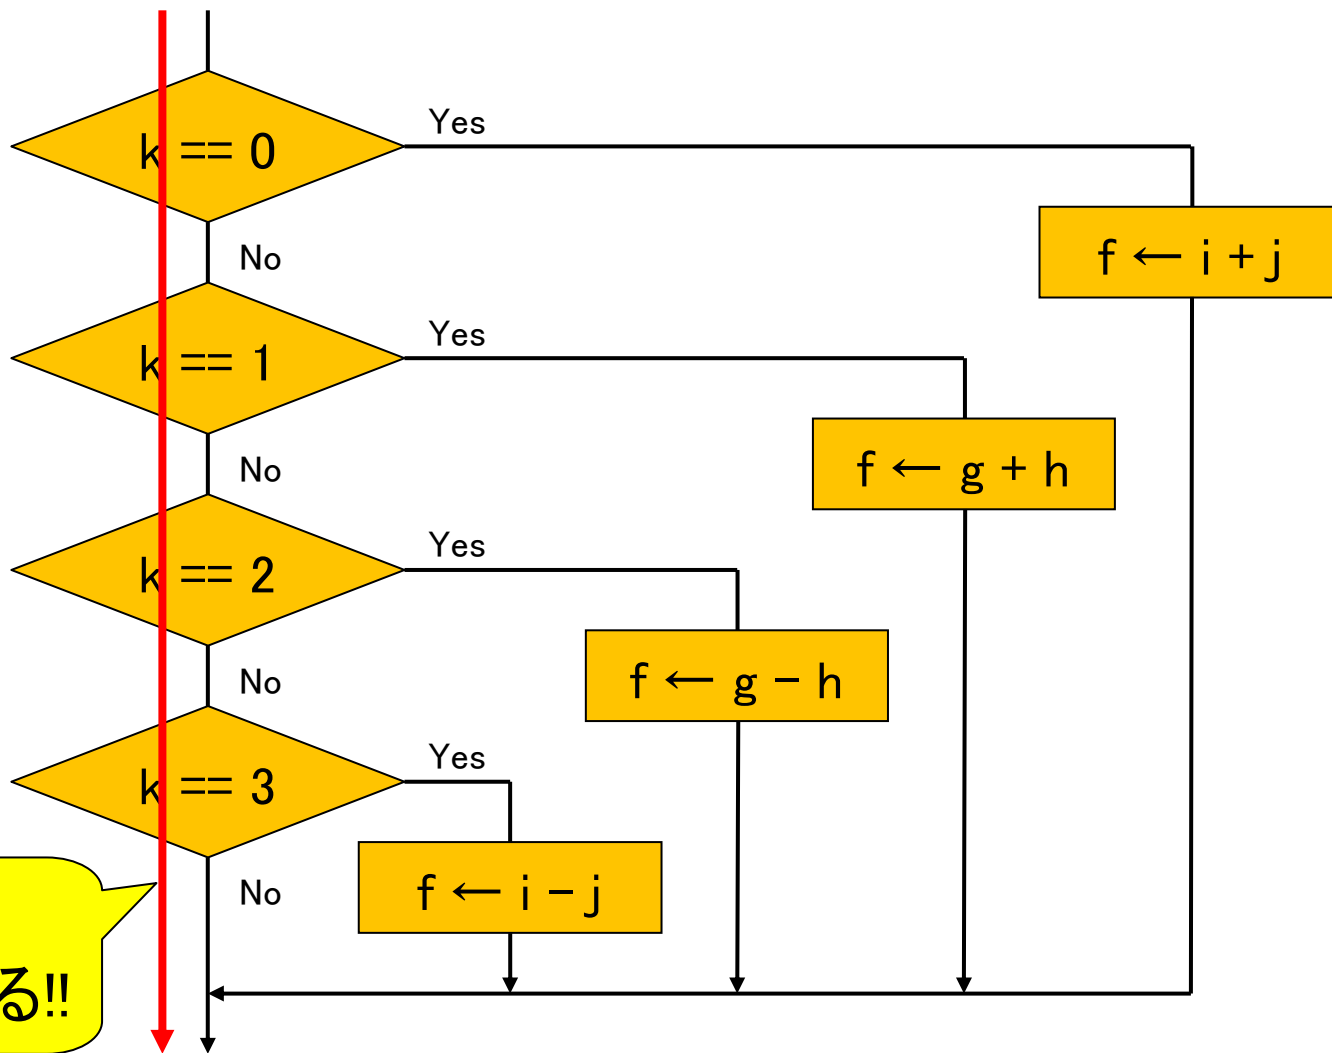 k == 0
Yes
f ← i + j
No
k == 1
Yes
f ← g + h
No
k == 2
Yes
f ← g − h
No
k == 3
Yes
f ← i − j
No
る!!